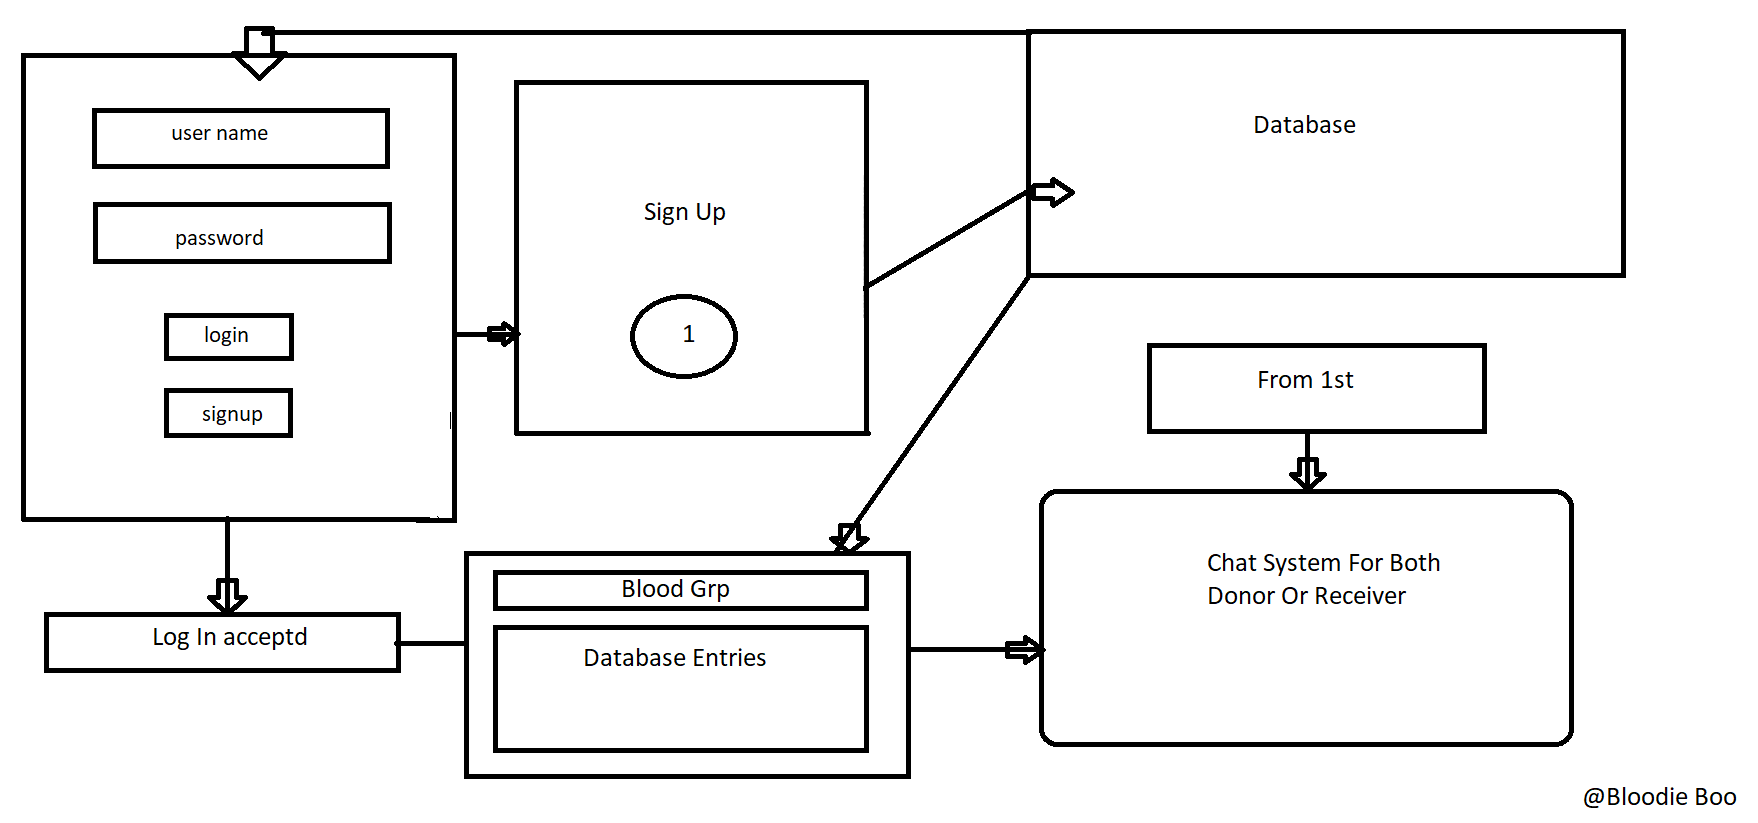 user name
password
login
signup
Sign Up
1
Database
From 1st
Log In acceptd
Blood Grp
Database Entries
Chat System For Both
Donor Or Receiver
@Bloodie Boo